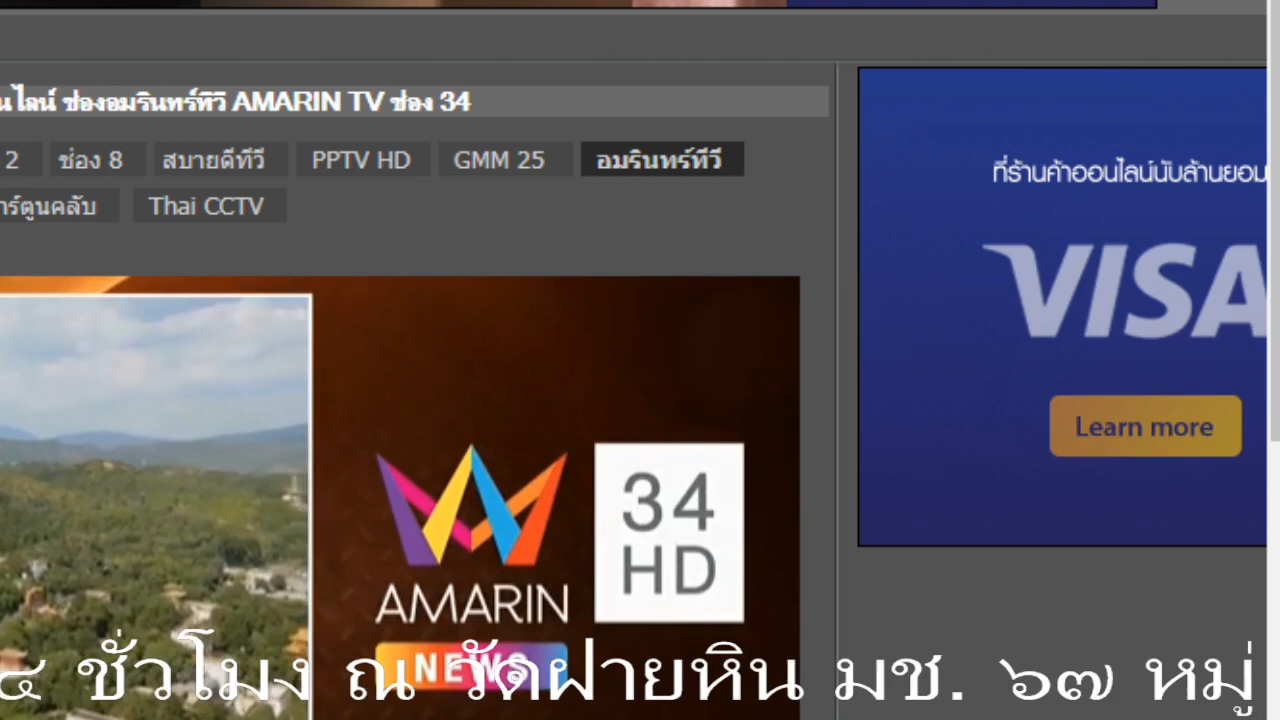 ไลน์ ช่องอมรินทร์ทีวี AMARIN TV ช่อง 34
2 ช่อง 8 สบายดีทีวี PPTV HD GMM 25 อมรินทร์ทีวี
ร์ตูนคลับ Thai CCTV
ที่ร้านค้าออนไลน์นับล้านยอม
VISA
Learn more
34
HD
AMARIN
NEWS
๔ ชั่วโมง ณ วัดฝายหิน มช. ๖๗ หมู่